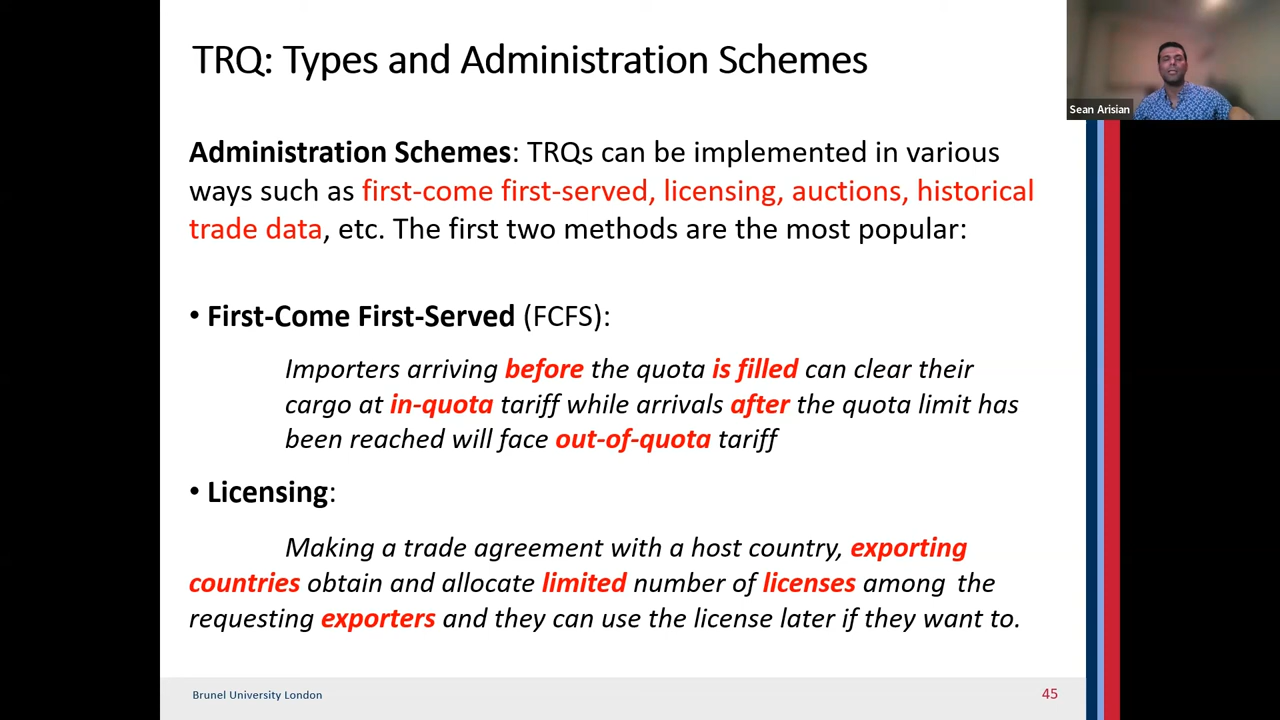 TRQ: Types and Administration Schemes
Sean Arisian
Administration Schemes: TRQs can be implemented in various
ways such as first-come first-served, licensing, auctions, historical
trade data, etc. The first two methods are the most popular:
• First-Come First-Served (FCFS):
Importers arriving before the quota is filled can clear their
cargo at in-quota tariff while arrivals after the quota limit has
been reached will face out-of-quota tariff
• Licensing:
Making a trade agreement with a host country, exporting
countries obtain and allocate limited number of licenses among the
requesting exporters and they can use the license later if they want to.
Brunel University London
45